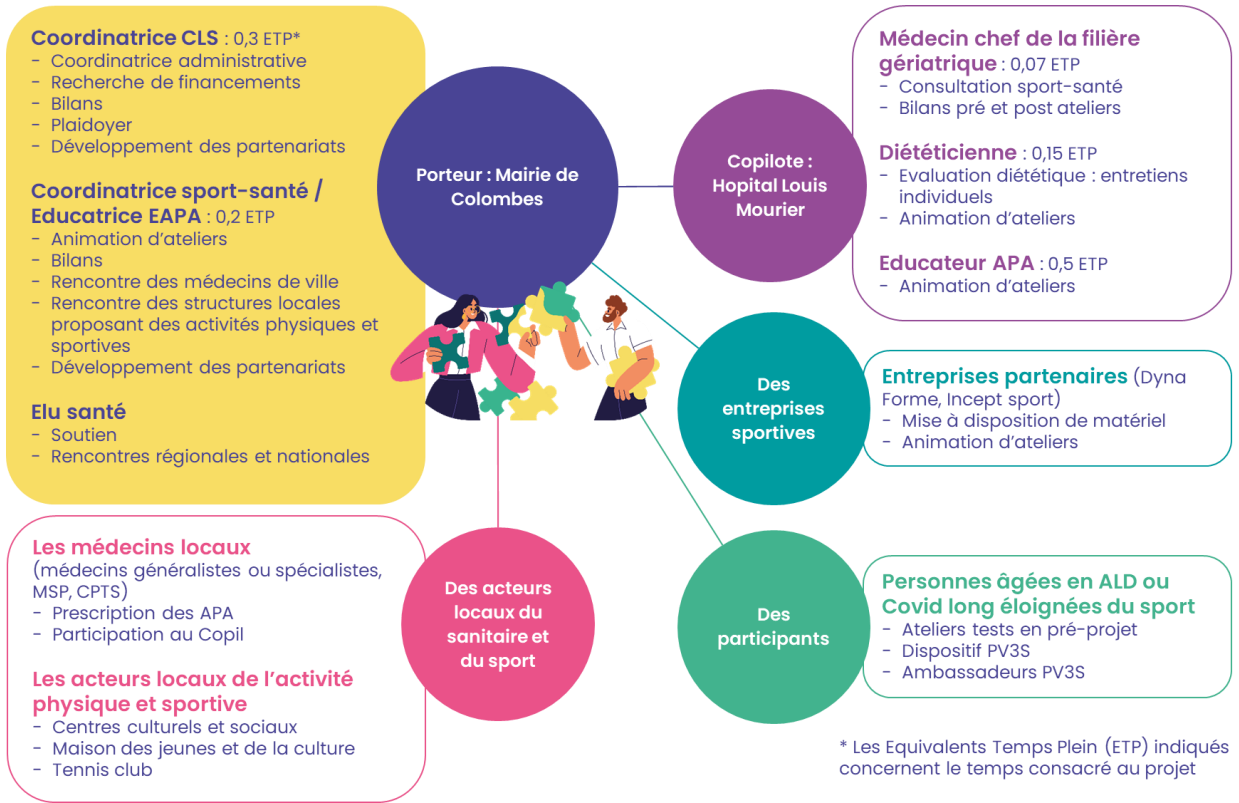 Coordinatrice CLS : 0,3 ETP*
- Coordinatrice administrative
- Recherche de financements
- Bilans
- Plaidoyer
- Développement des partenariats
Coordinatrice sport-santé /
Educatrice EAPA : 0,2 ETP
- Animation d'ateliers
- Bilans
- Rencontre des médecins de ville
- Rencontre des structures locales
proposant des activités physiques et
sportives
- Développement des partenariats
Elu santé
- Soutien
- Rencontres régionales et nationales
Porteur : Mairie de
Colombes
Copilote :
Hopital Louis
Mourier
Médecin chef de la filière
gériatrique : 0,07 ETP
- Consultation sport-santé
- Bilans pré et post ateliers
Diététicienne : 0,15 ETP
- Evaluation diététique : entretiens
individuels
- Animation d'ateliers
Educateur APA : 0,5 ETP
- Animation d'ateliers
Des
entreprises
sportives
Entreprises partenaires (Dyna
Forme, Incept sport)
- Mise à disposition de matériel
- Animation d'ateliers
Les médecins locaux
(médecins généralistes ou spécialistes,
MSP, CPTS)
- Prescription des APA
- Participation au Copil
Les acteurs locaux de l'activité
physique et sportive
- Centres culturels et sociaux
- Maison des jeunes et de la culture
- Tennis club
Des acteurs
locaux du
sanitaire et
du sport
Des
participants
Personnes âgées en ALD ou
Covid long éloignées du sport
- Ateliers tests en pré-projet
- Dispositif PV3S
- Ambassadeurs PV3S
* Les Equivalents Temps Plein (ETP) indiqués
concernent le temps consacré au projet